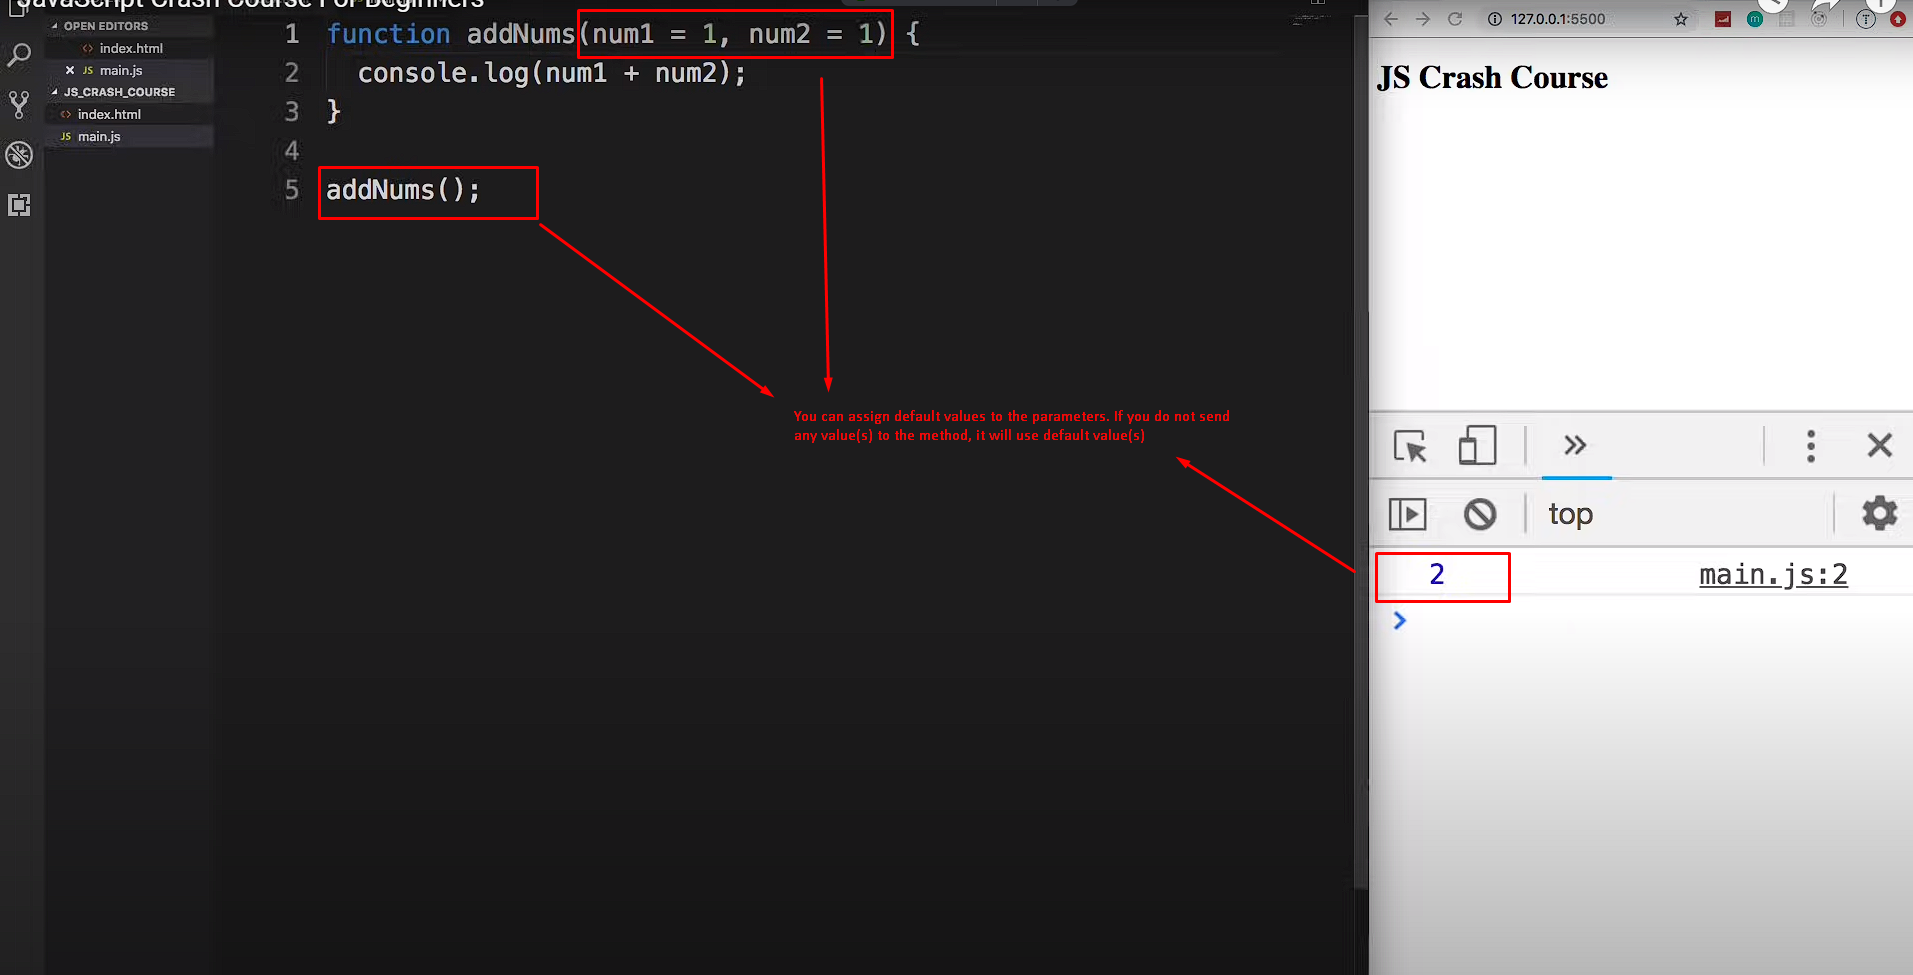 JavaScript Crash Course For Beginners
OPEN EDITORS
index.html
JS main.js
JS_CRASH_COURSE
index.html
JS main.js
1 function addNums(num1 = 1, num2 = 1) {
2 console.log(num1 + num2);
3 }
4
5 addNums();
You can assign default values to the parameters. If you do not send
any value(s) to the method, it will use default value(s)
127.0.0.1:5500
JS Crash Course
top
2 main.js:2